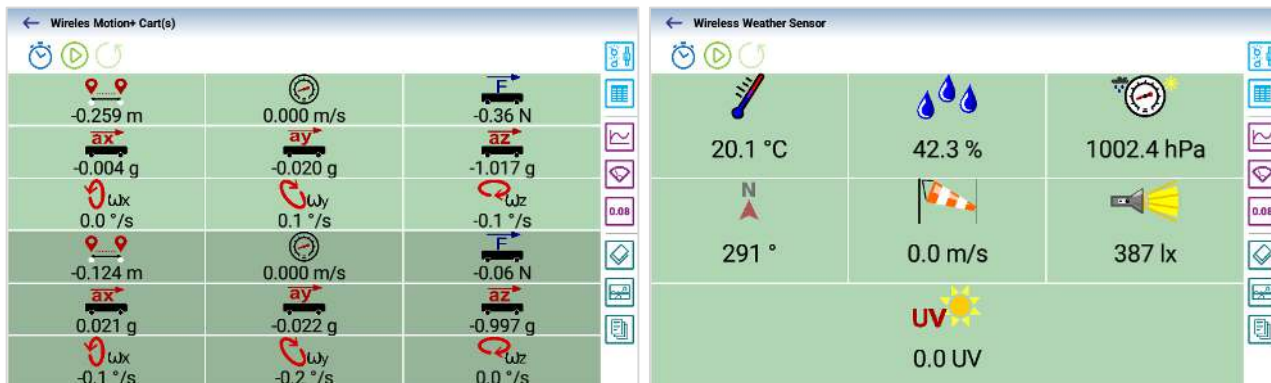 Wireles Motion+ Cart(s)
F
-0.259 m
0.000 m/s
-0.36 N
ax
ay
az
-0.004 g
-0.020 g
-1.017 g
ωx
ωy
ωz
0.0 °/s
0.1 °/s
-0.1 °/s
F
-0.124 m
0.000 m/s
-0.06 N
ax
ay
az
0.021 g
-0.022 g
-0.997 g
ωx
ωy
ωz
-0.1 °/s
-0.2 °/s
0.0 °/s
0.08
Wireless Weather Sensor
20.1 °C
42.3 %
1002.4 hPa
N
291 °
0.0 m/s
387 lx
UV
0.0 UV
0.08